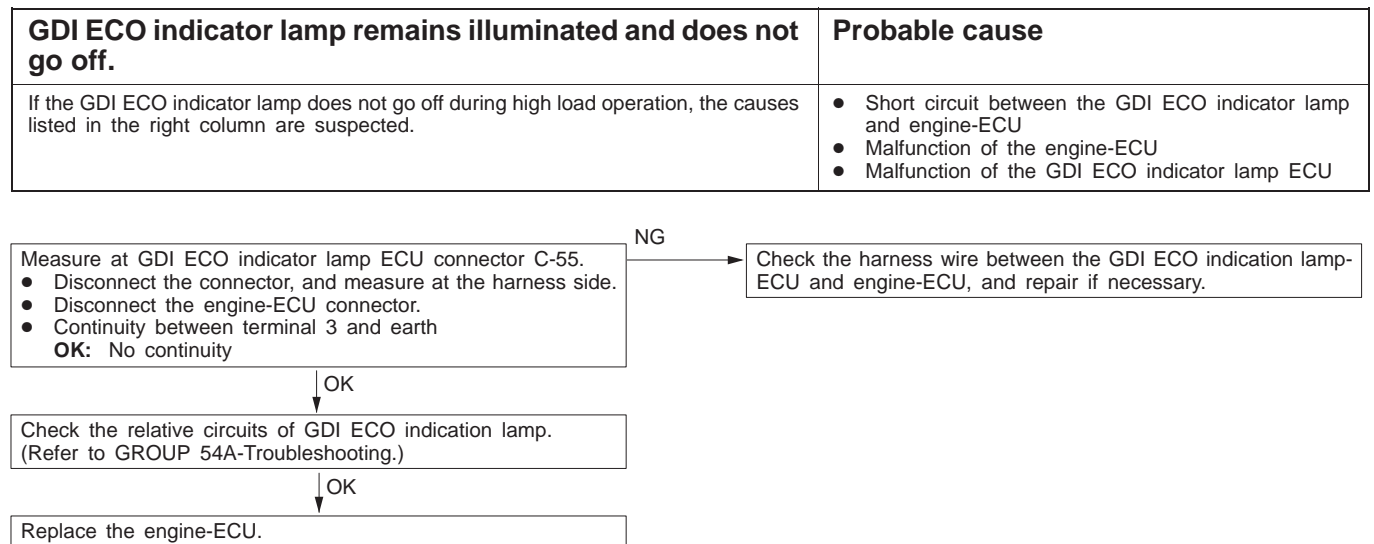 GDI ECO indicator lamp remains illuminated and does not
go off.
Probable cause
If the GDI ECO indicator lamp does not go off during high load operation, the causes
listed in the right column are suspected.
● Short circuit between the GDI ECO indicator lamp
and engine-ECU
● Malfunction of the engine-ECU
● Malfunction of the GDI ECO indicator lamp ECU
Measure at GDI ECO indicator lamp ECU connector C-55.
● Disconnect the connector, and measure at the harness side.
● Disconnect the engine-ECU connector.
● Continuity between terminal 3 and earth
OK: No continuity
NG
Check the harness wire between the GDI ECO indication lamp-
ECU and engine-ECU, and repair if necessary.
OK
Check the relative circuits of GDI ECO indication lamp.
(Refer to GROUP 54A-Troubleshooting.)
OK
Replace the engine-ECU.